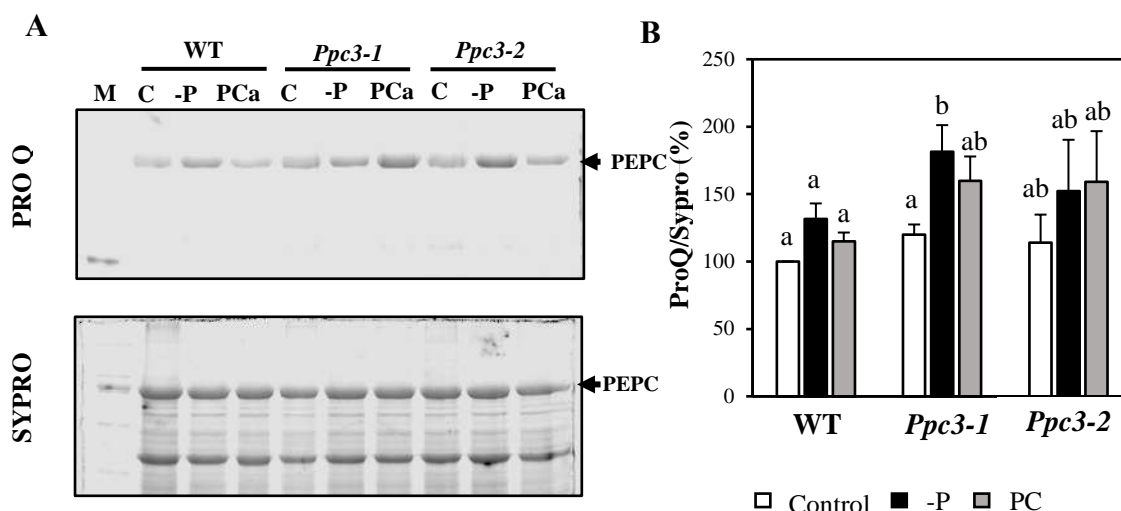 A
WT Ppc3-1 Ppc3-2
M C -P PCa C -P PCa C -P PCa
PRO Q
PEPC
SYPRO
PEPC
B
ProQ/Sypro (%)
250
200
150
100
50
0
a a a a b ab ab ab ab
WT Ppc3-1 Ppc3-2
Control -P PC